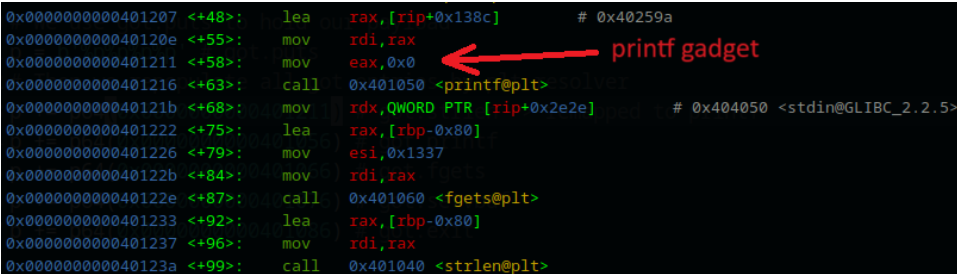 0x0000000000401207 <+48>: lea rax,[rip+0x138c] # 0x40259a
0x000000000040120e <+55>: mov rdi,rax
0x0000000000401211 <+58>: mov eax,0x0
printf gadget
0x0000000000401216 <+63>: call 0x401050 <printf@plt>
0x000000000040121b <+68>: mov rdx,QWORD PTR [rip+0x2e2e] # 0x404050 <stdin@GLIBC_2.2.5>
0x0000000000401222 <+75>: lea rax,[rbp-0x80]
0x0000000000401226 <+79>: mov esi,0x1337
0x000000000040122b <+84>: mov rdi,rax
0x000000000040122e <+87>: call 0x401060 <fgets@plt>
0x0000000000401233 <+92>: lea rax,[rbp-0x80]
0x0000000000401237 <+96>: mov rdi,rax
0x000000000040123a <+99>: call 0x401040 <strlen@plt>